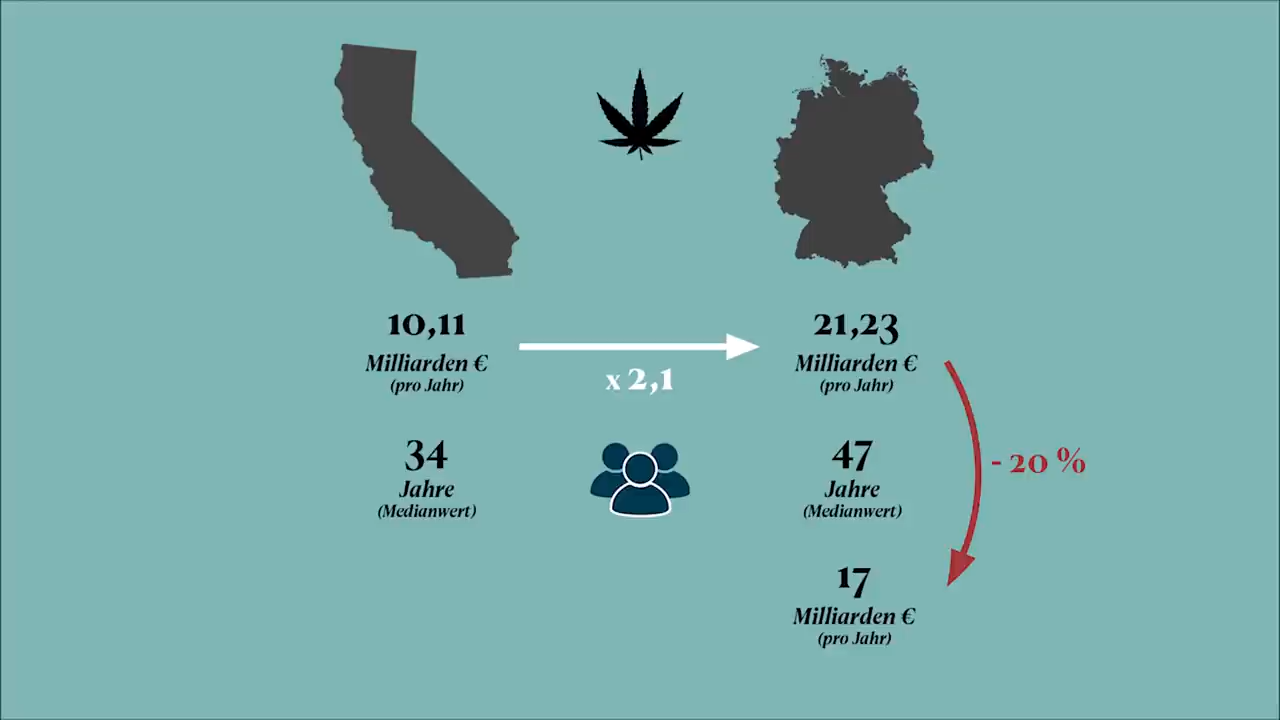 10,11
Milliarden €
(pro Jahr)
x 2,1
21,23
Milliarden €
(pro Jahr)
- 20 %
34
Jahre
(Medianwert)
47
Jahre
(Medianwert)
17
Milliarden €
(pro Jahr)